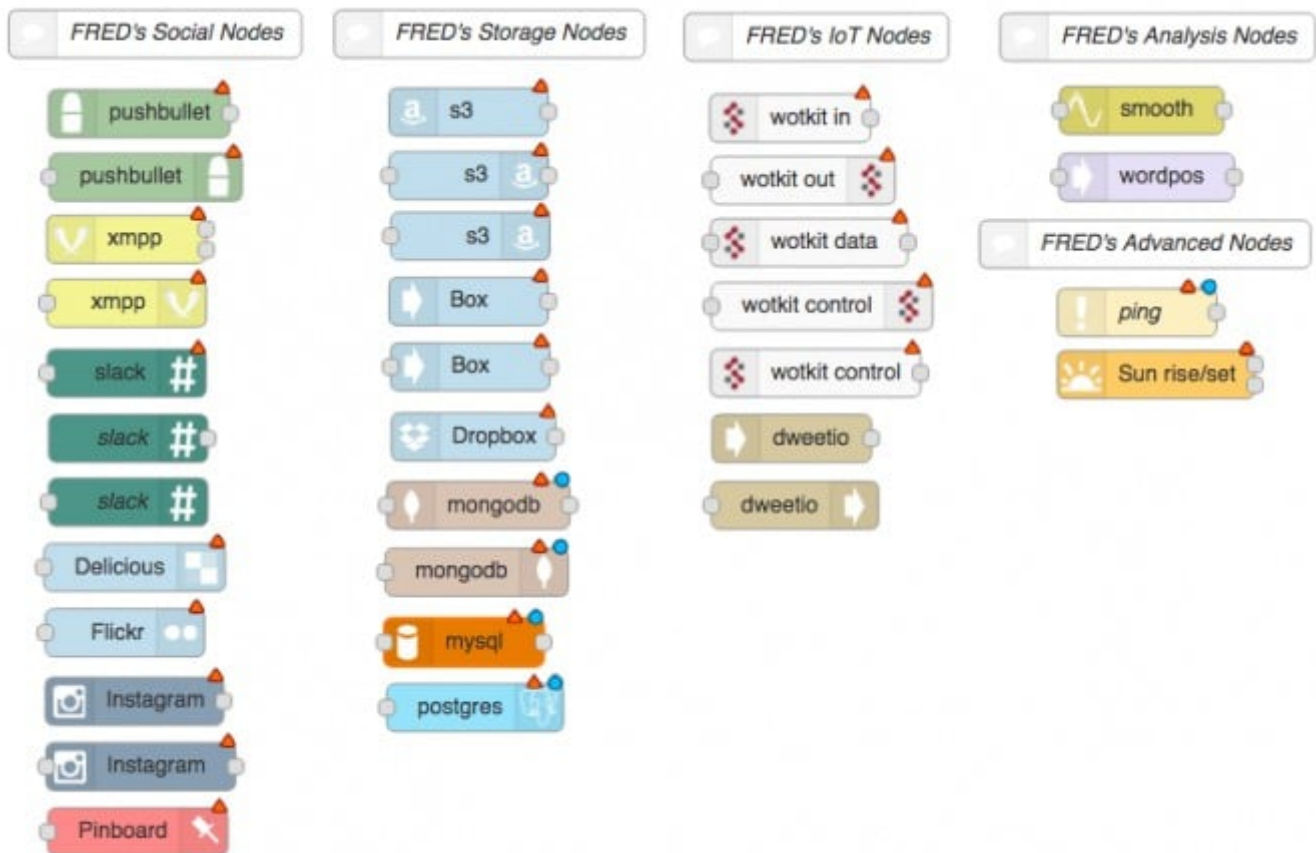 FRED's Social Nodes
pushbullet
pushbullet
xmpp
xmpp
slack
slack
slack
Delicious
Flickr
Instagram
Instagram
Pinboard
FRED's Storage Nodes
s3
s3
s3
Box
Box
Dropbox
mongodb
mongodb
mysql
postgres
FRED's IoT Nodes
wotkit in
wotkit out
wotkit data
wotkit control
wotkit control
dweetio
dweetio
FRED's Analysis Nodes
smooth
wordpos
FRED's Advanced Nodes
ping
Sun rise/set